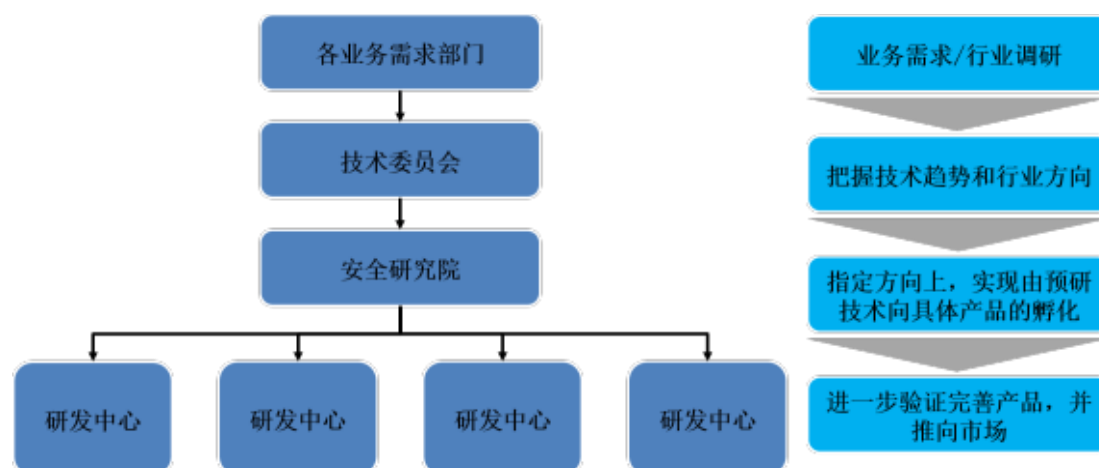 各业务需求部门
技术委员会
安全研究院
研发中心
研发中心
研发中心
研发中心
业务需求/行业调研
把握技术趋势和行业方向
指定方向上，实现由预研
技术向具体产品的孵化
进一步验证完善产品，并
推向市场